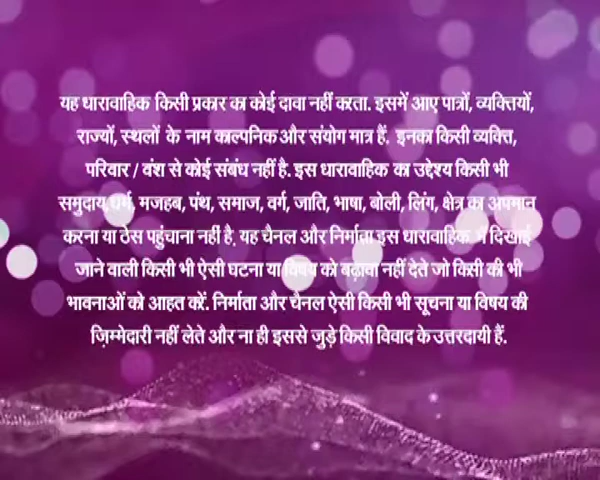 यह धारावाहिक किसी प्रकार का कोई दावा नहीं करता. इसमें आए पात्रों, व्यक्तियों,
राज्यों, स्थलों के नाम काल्पनिक और संयोग मात्र हैं. इनका किसी व्यक्ति,
परिवार / वंश से कोई संबंध नहीं है. इस धारावाहिक का उद्देश्य किसी भी
समुदाय, धर्म, मजहब, पंथ, समाज, वर्ग, जाति, भाषा, बोली, लिंग, क्षेत्र का अपमान
करना या ठेस पहुंचाना नहीं है. यह चैनल और निर्माता इस धारावाहिक में दिखाई
जाने वाली किसी भी ऐसी घटना या विषय को बढ़ावा नहीं देते जो किसी की भी
भावनाओं को आहत करें. निर्माता और चैनल ऐसी किसी भी सूचना या विषय की
ज़िम्मेदारी नहीं लेते और ना ही इससे जुड़े किसी विवाद के उत्तरदायी हैं.